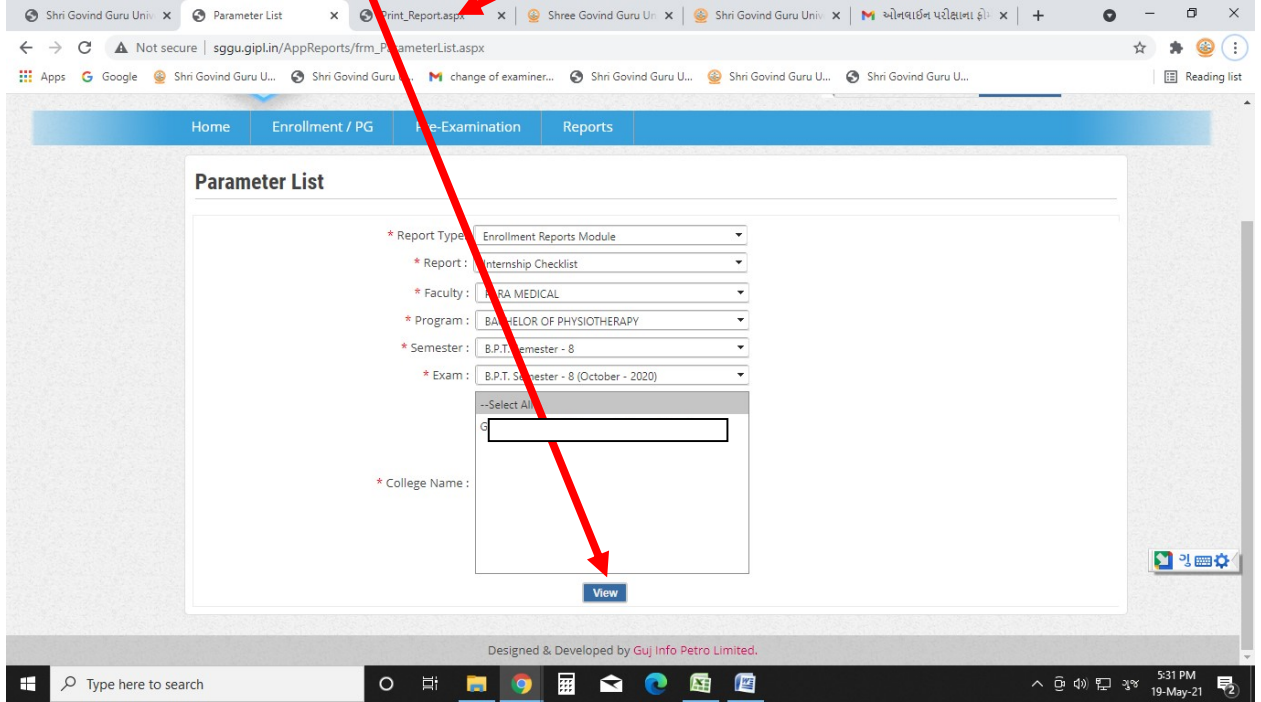 Shri Govind Guru Univ Parameter List Print_Report.aspx Shree Govind Guru Un Shri Govind Guru Univ ઓનલાઈન પરીક્ષાના
Not secure sggu.gipl.in/AppReports/frm_ParameterList.aspx
Apps Google Shri Govind Guru U... Shri Govind Guru U... change of examiner... Shri Govind Guru U... Shri Govind Guru U... Shri Govind Guru U... Reading list
Home Enrollment / PG Pre-Examination Reports
Parameter List
* Report Type: Enrollment Reports Module
* Report : Internship Checklist
* Faculty : PARA MEDICAL
* Program : BACHELOR OF PHYSIOTHERAPY
* Semester : B.P.T. Semester - 8
* Exam : B.P.T. Semester - 8 (October - 2020)
--Select All
G
* College Name :
View
Designed & Developed by Guj Info Petro Limited.
Type here to search
ગુજ 5:31 PM
19-May-21
2